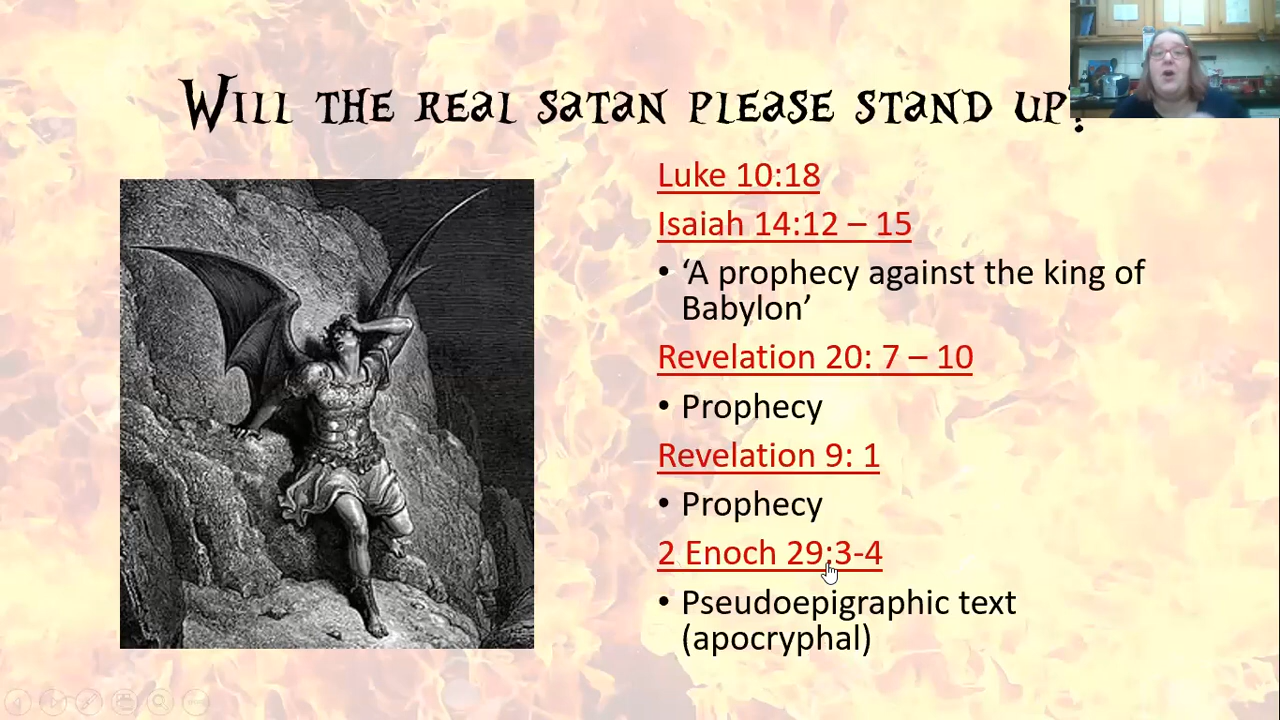 Will the real satan please stand up?
Luke 10:18
Isaiah 14:12 – 15
• ‘A prophecy against the king of
Babylon’
Revelation 20: 7 – 10
• Prophecy
Revelation 9: 1
• Prophecy
2 Enoch 29:3-4
• Pseudoepigraphic text
(apocryphal)